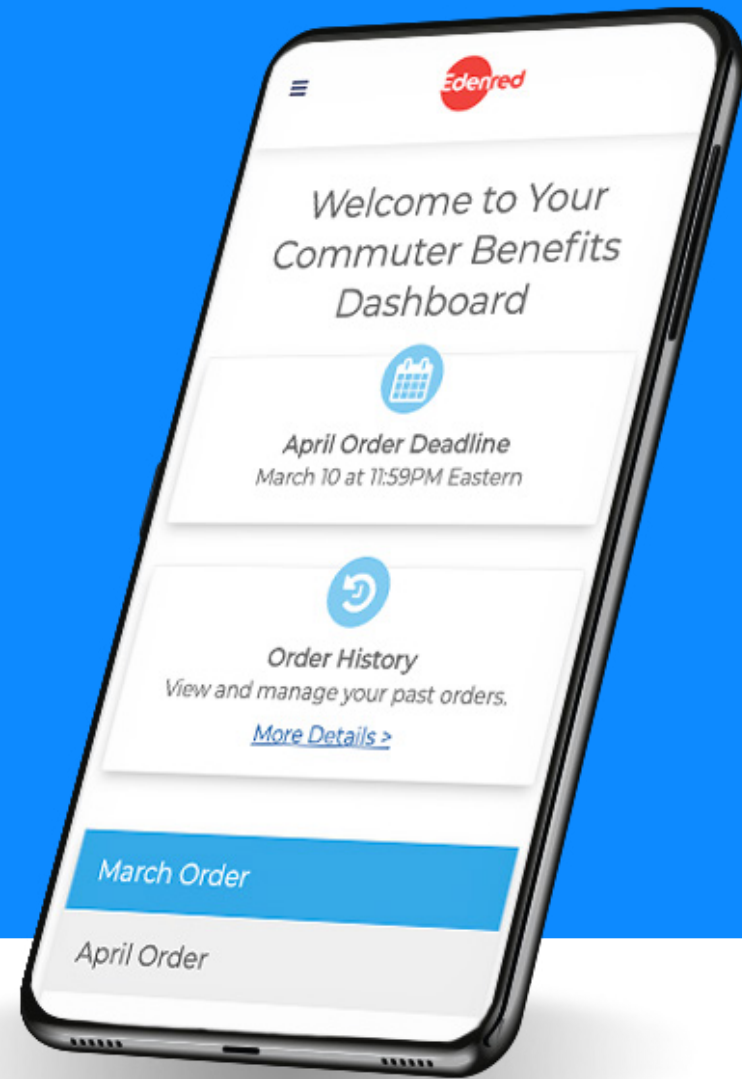 Edenred
Welcome to Your
Commuter Benefits
Dashboard
April Order Deadline
March 10 at 11:59PM Eastern
Order History
View and manage your past orders.
More Details >
March Order
April Order